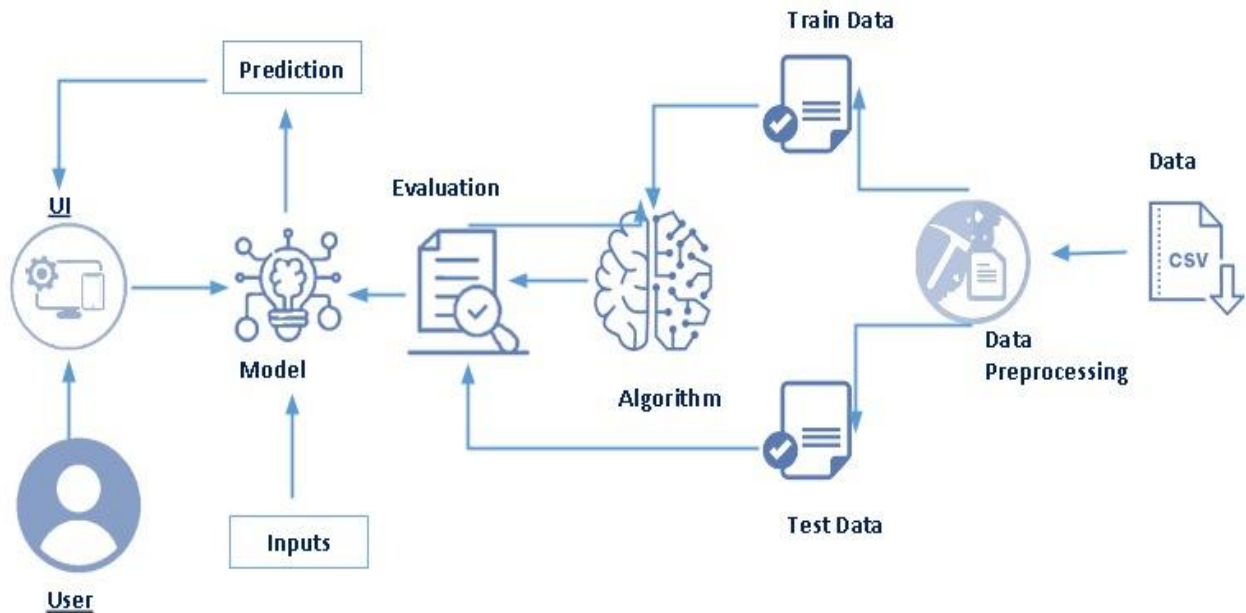 Train Data
Prediction
Data
Evaluation
UI
CSV
Data
Preprocessing
Model
Algorithm
Test Data
Inputs
User